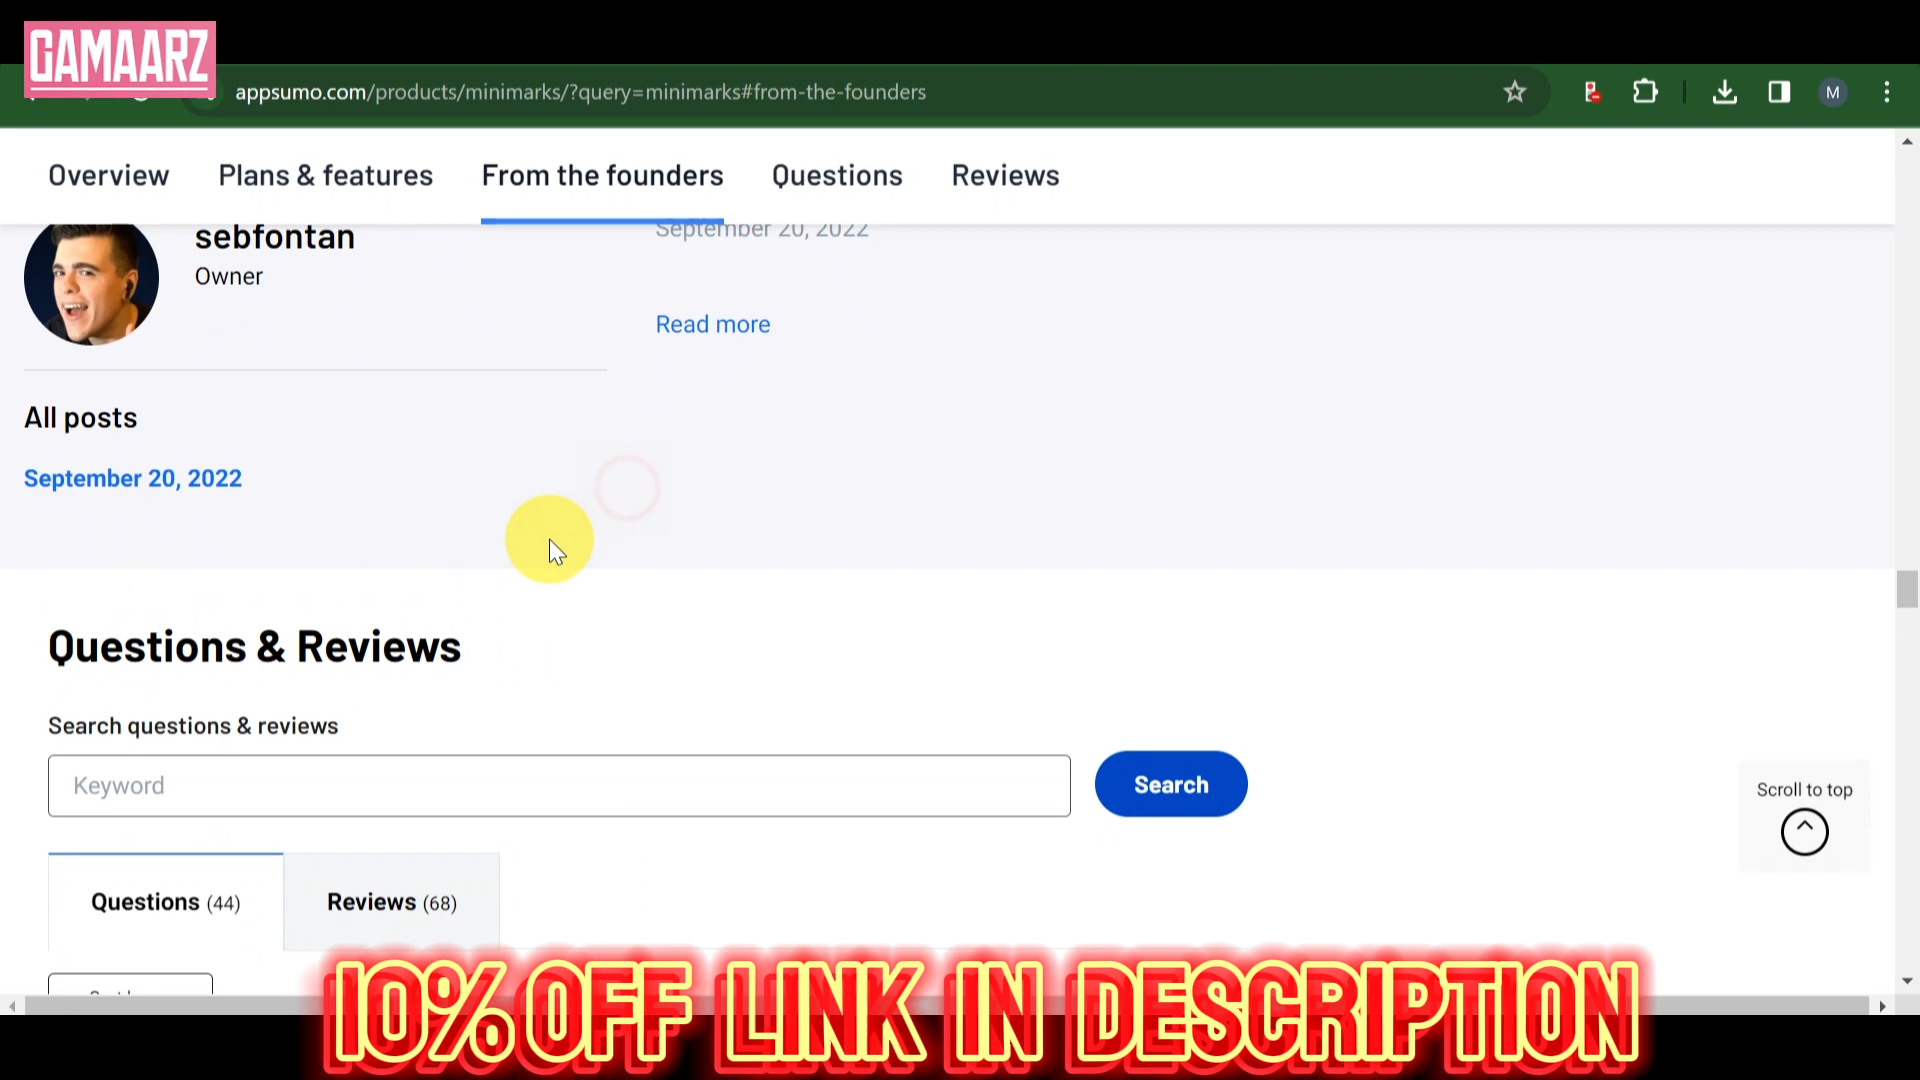 GAMAARZ
appsumo.com/products/minimarks/?query=minimarks#from-the-founders
M
Overview
Plans & features
From the founders
Questions
Reviews
sebfontan
Owner
September 20, 2022
Read more
All posts
September 20, 2022
Questions & Reviews
Search questions & reviews
Keyword
Search
Scroll to top
Questions (44)
Reviews (68)
10% OFF LINK IN DESCRIPTION